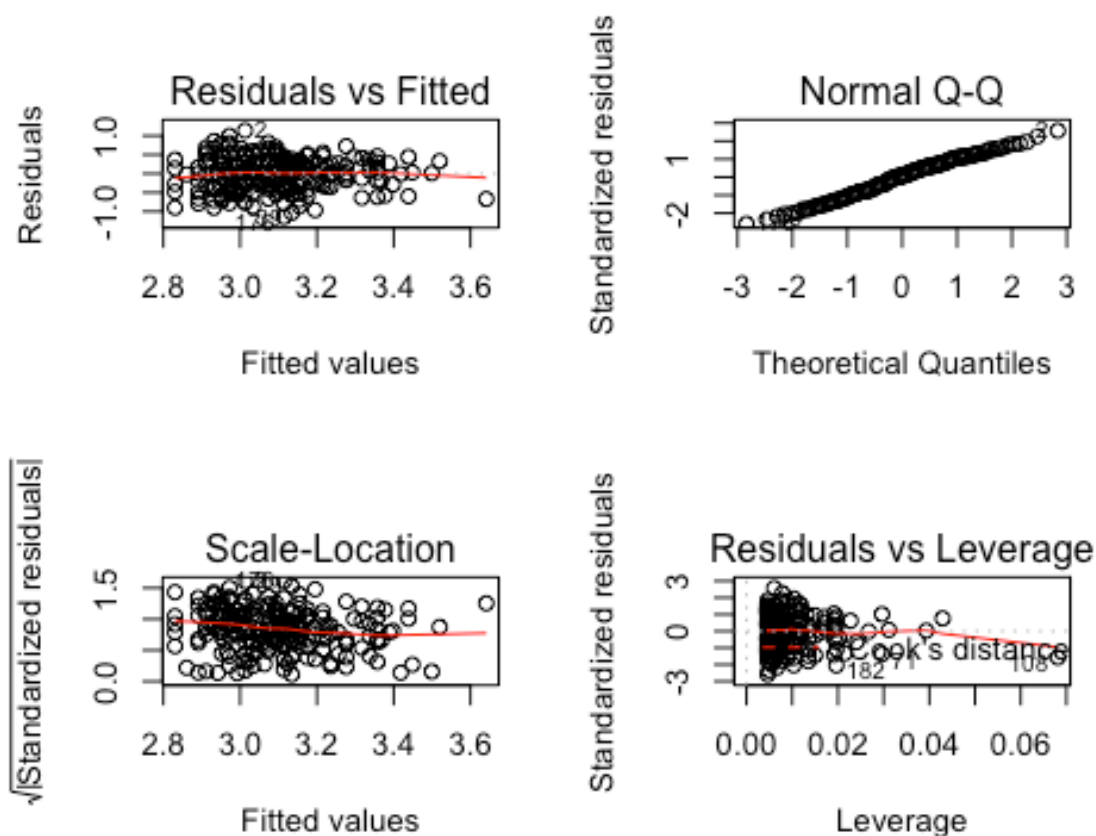 Residuals vs Fitted
Residuals
1.0
-1.0
2.8 3.0 3.2 3.4 3.6
Fitted values
Normal Q-Q
Standardized residuals
1
-2
-3 -2 -1 0 1 2 3
Theoretical Quantiles
Scale-Location
√|Standardized residuals|
1.5
0.0
2.8 3.0 3.2 3.4 3.6
Fitted values
Residuals vs Leverage
Standardized residuals
3
0
-3
Cook's distance
182
108
0.00 0.02 0.04 0.06
Leverage